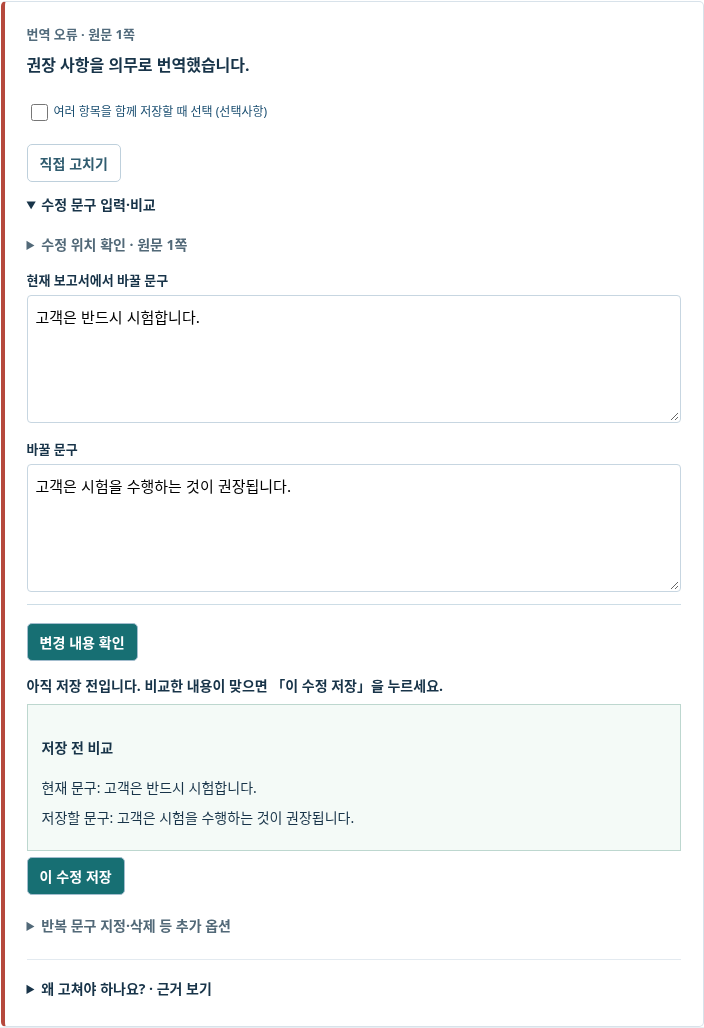 번역 오류 · 원문 1쪽
권장 사항을 의무로 번역했습니다.
여러 항목을 함께 저장할 때 선택 (선택사항)
직접 고치기
▼ 수정 문구 입력·비교
▶ 수정 위치 확인 · 원문 1쪽
현재 보고서에서 바꿀 문구
고객은 반드시 시험합니다.
바꿀 문구
고객은 시험을 수행하는 것이 권장됩니다.
변경 내용 확인
아직 저장 전입니다. 비교한 내용이 맞으면 「이 수정 저장」을 누르세요.
저장 전 비교
현재 문구: 고객은 반드시 시험합니다.
저장할 문구: 고객은 시험을 수행하는 것이 권장됩니다.
이 수정 저장
▶ 반복 문구 지정·삭제 등 추가 옵션
▶ 왜 고쳐야 하나요? · 근거 보기